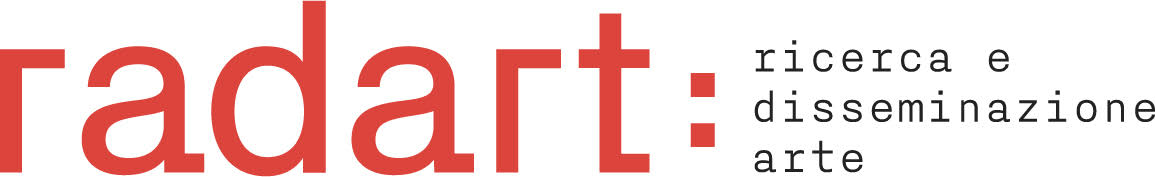 radart:
ricerca e
disseminazione
arte